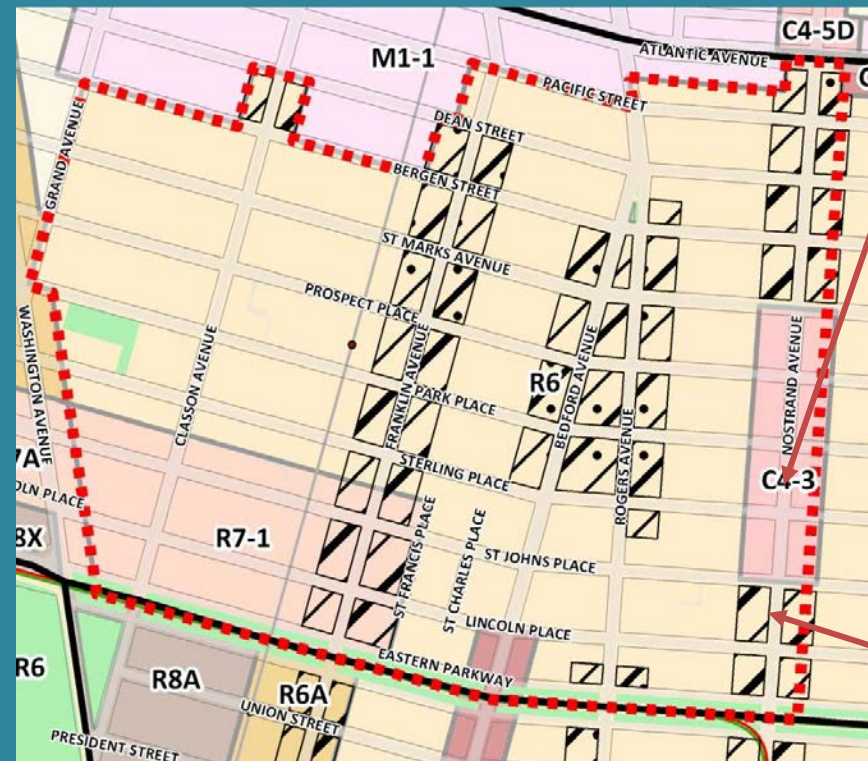 C4-5D
ATLANTIC AVENUE
M1-1
PACIFIC STREET
DEAN STREET
GRAND AVENUE
BERGEN STREET
ST MARKS AVENUE
PROSPECT PLACE
WASHINGTON AVENUE
CLASSON AVENUE
FRANKLIN AVENUE
PARK PLACE
R6
BEDFORD AVENUE
ROGERS AVENUE
NOSTRAND AVENUE
7A
STERLING PLACE
C4-3
OLN PLACE
8X
R7-1
ST FRANCIS PLACE
ST CHARLES PLACE
ST JOHNS PLACE
LINCOLN PLACE
EASTERN PARKWAY
R6
R8A
R6A
UNION STREET
PRESIDENT STREET